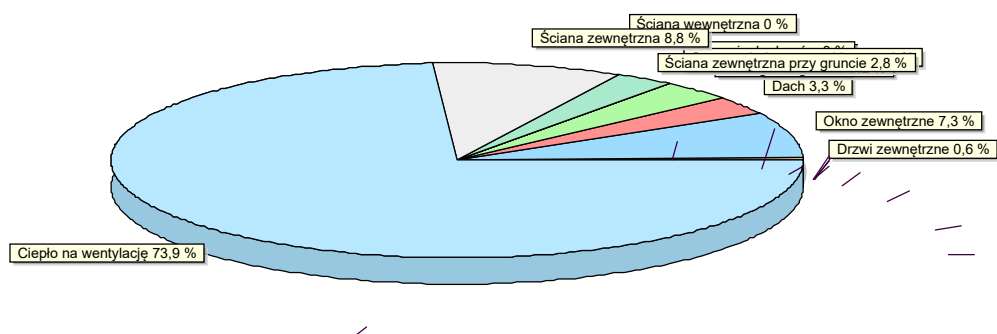 Ściana wewnętrzna 0 %
Ściana zewnętrzna 8,8 %
Ściana zewnętrzna przy gruncie 2,8 %
Dach 3,3 %
Okno zewnętrzne 7,3 %
Drzwi zewnętrzne 0,6 %
Ciepło na wentylację 73,9 %